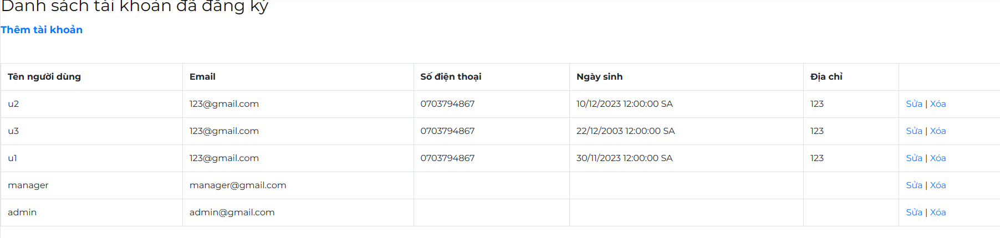 Danh sách tài khoản đã đăng ký
Thêm tài khoản
Tên người dùng Email Số điện thoại Ngày sinh Địa chỉ
u2 123@gmail.com 0703794867 10/12/2023 12:00:00 SA 123 Sửa | Xóa
u3 123@gmail.com 0703794867 22/12/2003 12:00:00 SA 123 Sửa | Xóa
u1 123@gmail.com 0703794867 30/11/2023 12:00:00 SA 123 Sửa | Xóa
manager manager@gmail.com Sửa | Xóa
admin admin@gmail.com Sửa | Xóa